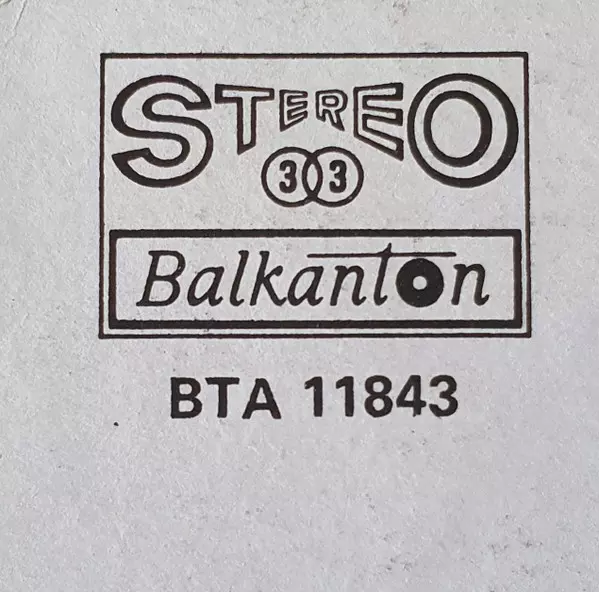 STEREO
33
Balkanton
BTA 11843